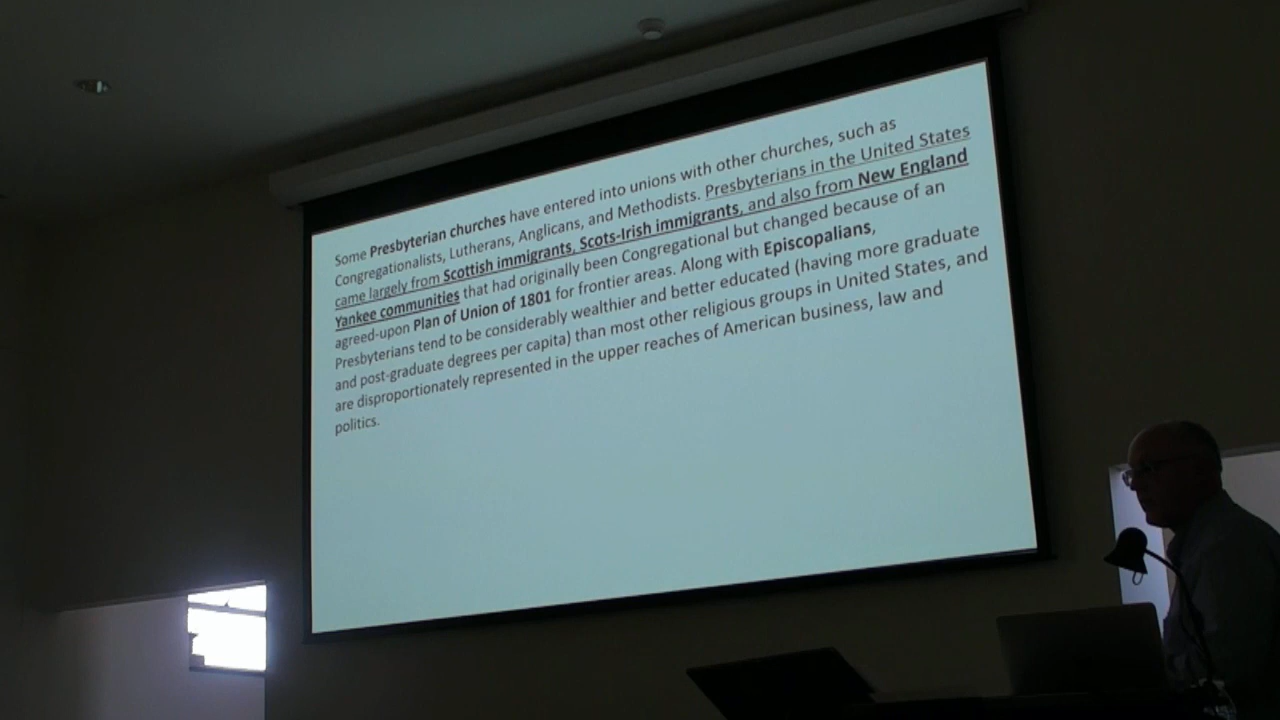 Some Presbyterian churches have entered into unions with other churches, such as
Congregationalists, Lutherans, Anglicans, and Methodists. Presbyterians in the United States
came largely from Scottish immigrants, Scots-Irish immigrants, and also from New England
Yankee communities that had originally been Congregational but changed because of an
agreed-upon Plan of Union of 1801 for frontier areas. Along with Episcopalians,
Presbyterians tend to be considerably wealthier and better educated (having more graduate
and post-graduate degrees per capita) than most other religious groups in United States, and
are disproportionately represented in the upper reaches of American business, law and
politics.